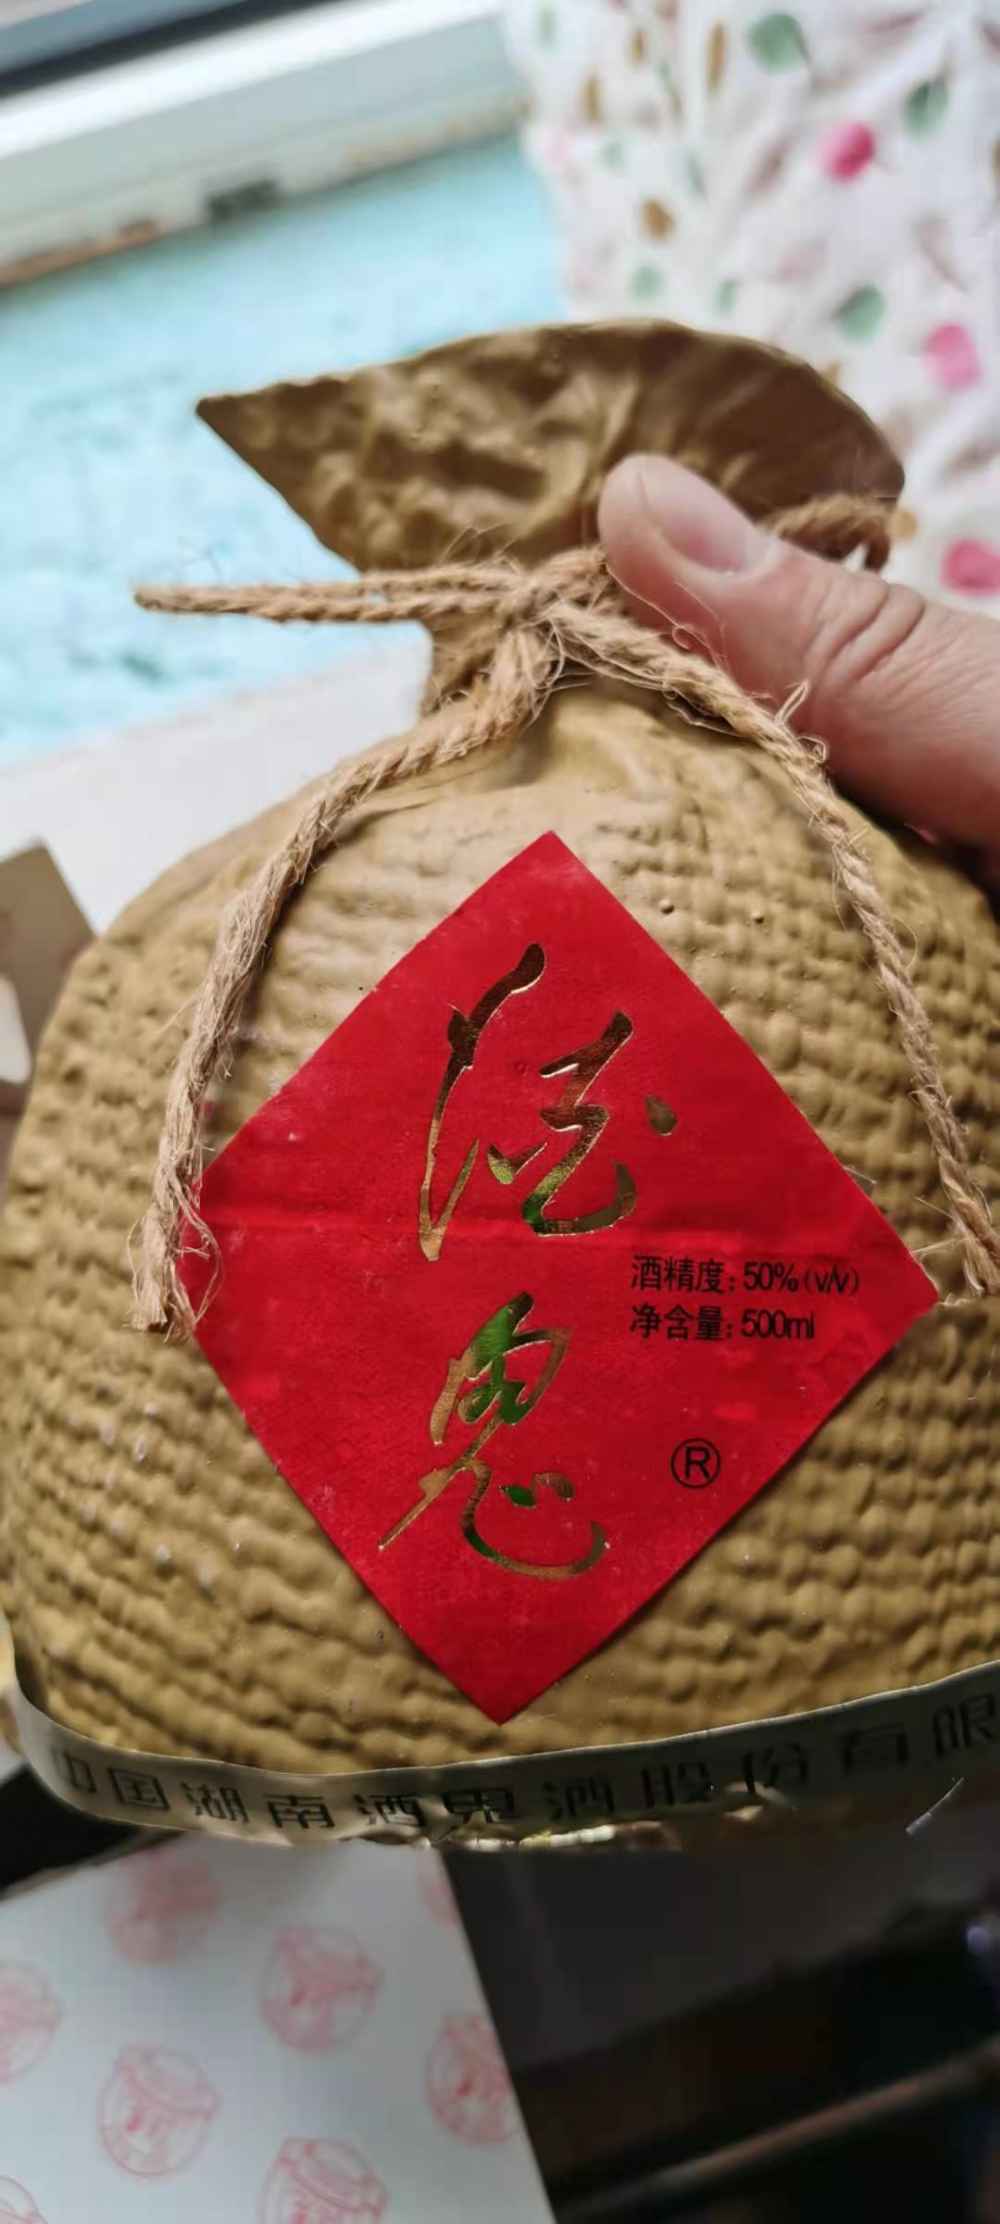 酒
鬼
酒精度：50%(v/v)
净含量：500ml
®
中国湖南酒鬼酒股份有限